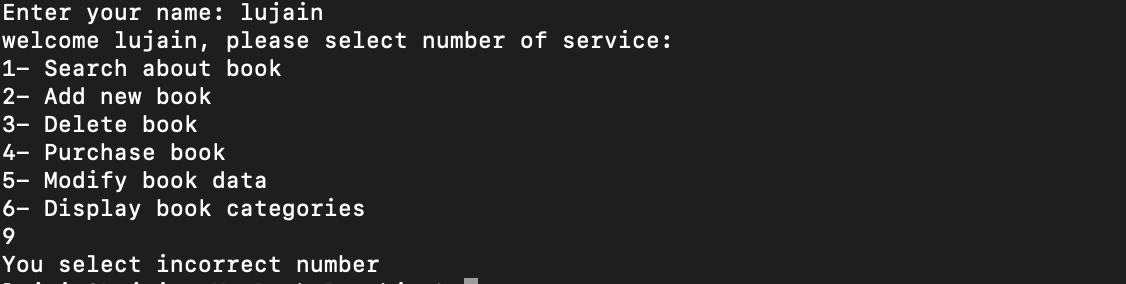 Enter your name: lujain
welcome lujain, please select number of service:
1- Search about book
2- Add new book
3- Delete book
4- Purchase book
5- Modify book data
6- Display book categories
9
You select incorrect number